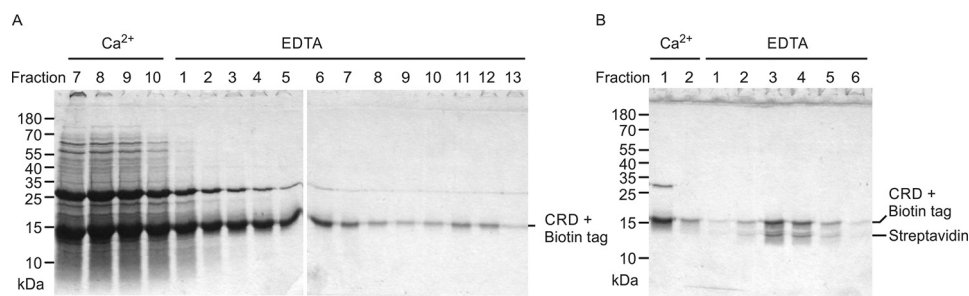 A
Ca2+ EDTA
Fraction 7 8 9 10 1 2 3 4 5 6 7 8 9 10 11 12 13
180
70
55
40
35
25
15
10
kDa
CRD +
Biotin tag
B
Ca2+ EDTA
Fraction 1 2 1 2 3 4 5 6
180
70
55
40
35
25
15
10
kDa
CRD +
Biotin tag
Streptavidin